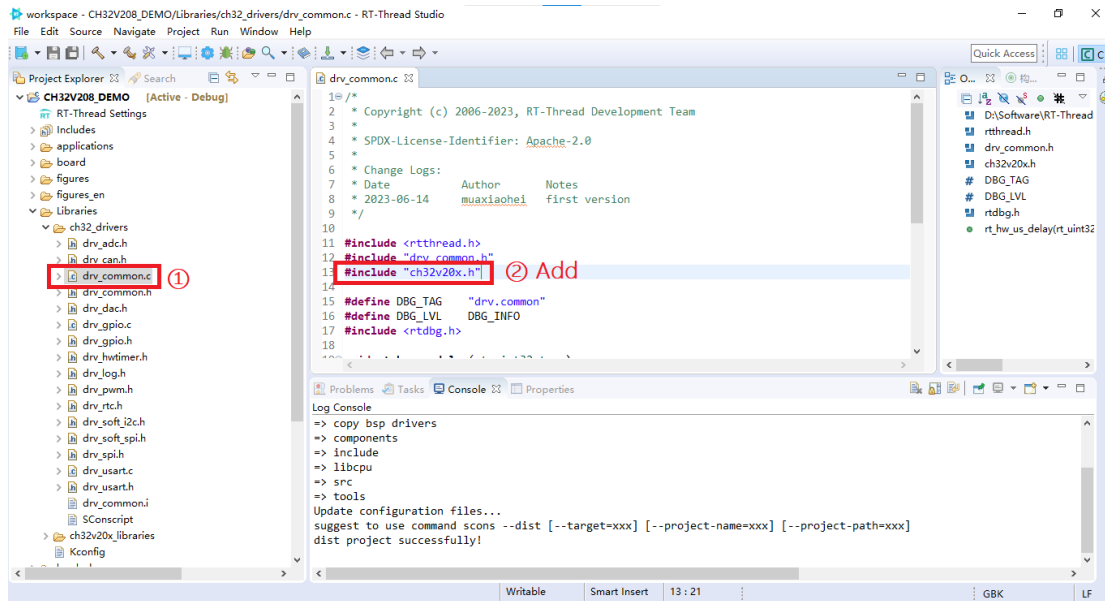 workspace - CH32V208_DEMO/Libraries/ch32_drivers/drv_common.c - RT-Thread Studio
File Edit Source Navigate Project Run Window Help
Quick Access
C
Project Explorer
Search
CH32V208_DEMO [Active - Debug]
RT-Thread Settings
Includes
applications
board
figures
figures_en
Libraries
ch32_drivers
drv_adc.h
drv_can.h
drv_common.c
①
drv_common.h
drv_dac.h
drv_gpio.c
drv_gpio.h
drv_hwtimer.h
drv_log.h
drv_pwm.h
drv_rtc.h
drv_soft_i2c.h
drv_soft_spi.h
drv_spi.h
drv_usart.c
drv_usart.h
drv_common.i
SConscript
ch32v20x_libraries
Kconfig
drv_common.c
1 /*
2 * Copyright (c) 2006-2023, RT-Thread Development Team
3 *
4 * SPDX-License-Identifier: Apache-2.0
5 *
6 * Change Logs:
7 * Date Author Notes
8 * 2023-06-14 muaxiaohei first version
9 */
10
11 #include <rtthread.h>
12 #include "drv_common.h"
13 #include "ch32v20x.h"
② Add
14
15 #define DBG_TAG "drv.common"
16 #define DBG_LVL DBG_INFO
17 #include <rtdbg.h>
18
O...
构...
D:\Software\RT-Thread
rtthread.h
drv_common.h
ch32v20x.h
DBG_TAG
DBG_LVL
rtdbg.h
rt_hw_us_delay(rt_uint32
Problems Tasks Console Properties
Log Console
=> copy bsp drivers
=> components
=> include
=> libcpu
=> src
=> tools
Update configuration files...
suggest to use command scons --dist [--target=xxx] [--project-name=xxx] [--project-path=xxx]
dist project successfully!
Writable Smart Insert 13 : 21 GBK LF